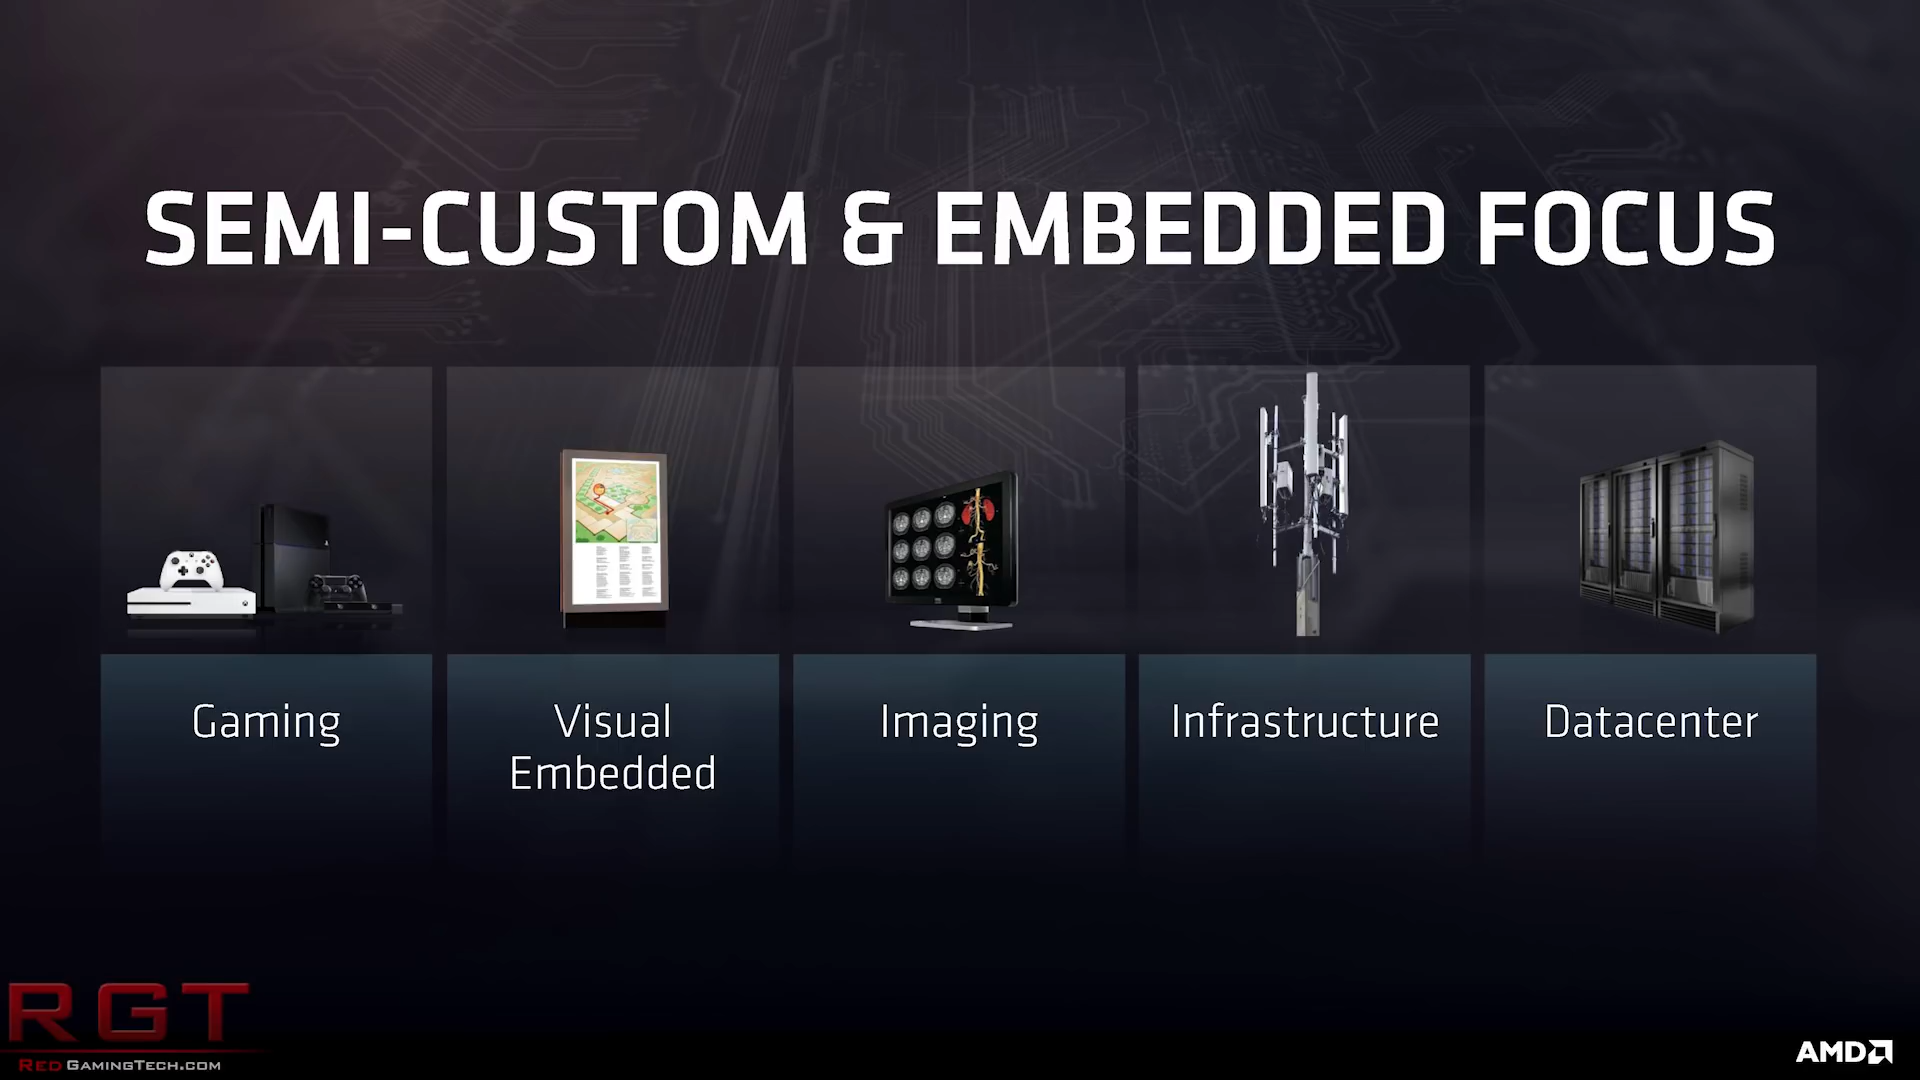 SEMI-CUSTOM & EMBEDDED FOCUS
Gaming
Visual
Embedded
Imaging
Infrastructure
Datacenter
RGT
REDGAMINGTECH.COM
AMD